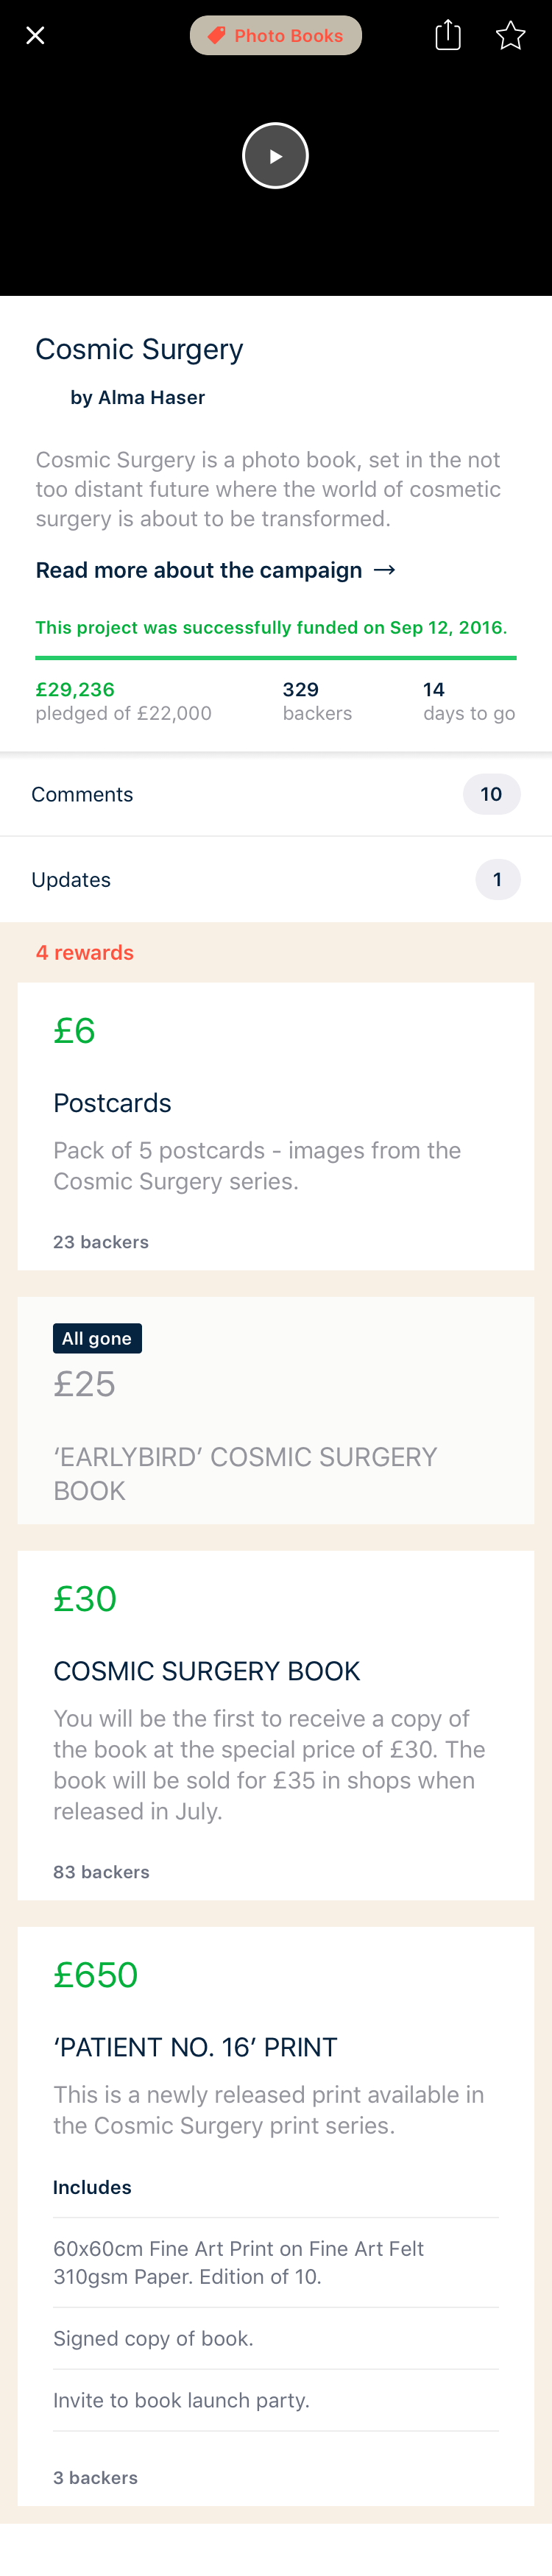 Photo Books
Cosmic Surgery
by Alma Haser
Cosmic Surgery is a photo book, set in the not
too distant future where the world of cosmetic
surgery is about to be transformed.
Read more about the campaign →
This project was successfully funded on Sep 12, 2016.
£29,236 329 14
pledged of £22,000 backers days to go
Comments 10
Updates 1
4 rewards
£6
Postcards
Pack of 5 postcards - images from the
Cosmic Surgery series.
23 backers
All gone
£25
‘EARLYBIRD’ COSMIC SURGERY
BOOK
£30
COSMIC SURGERY BOOK
You will be the first to receive a copy of
the book at the special price of £30. The
book will be sold for £35 in shops when
released in July.
83 backers
£650
‘PATIENT NO. 16’ PRINT
This is a newly released print available in
the Cosmic Surgery print series.
Includes
60x60cm Fine Art Print on Fine Art Felt
310gsm Paper. Edition of 10.
Signed copy of book.
Invite to book launch party.
3 backers